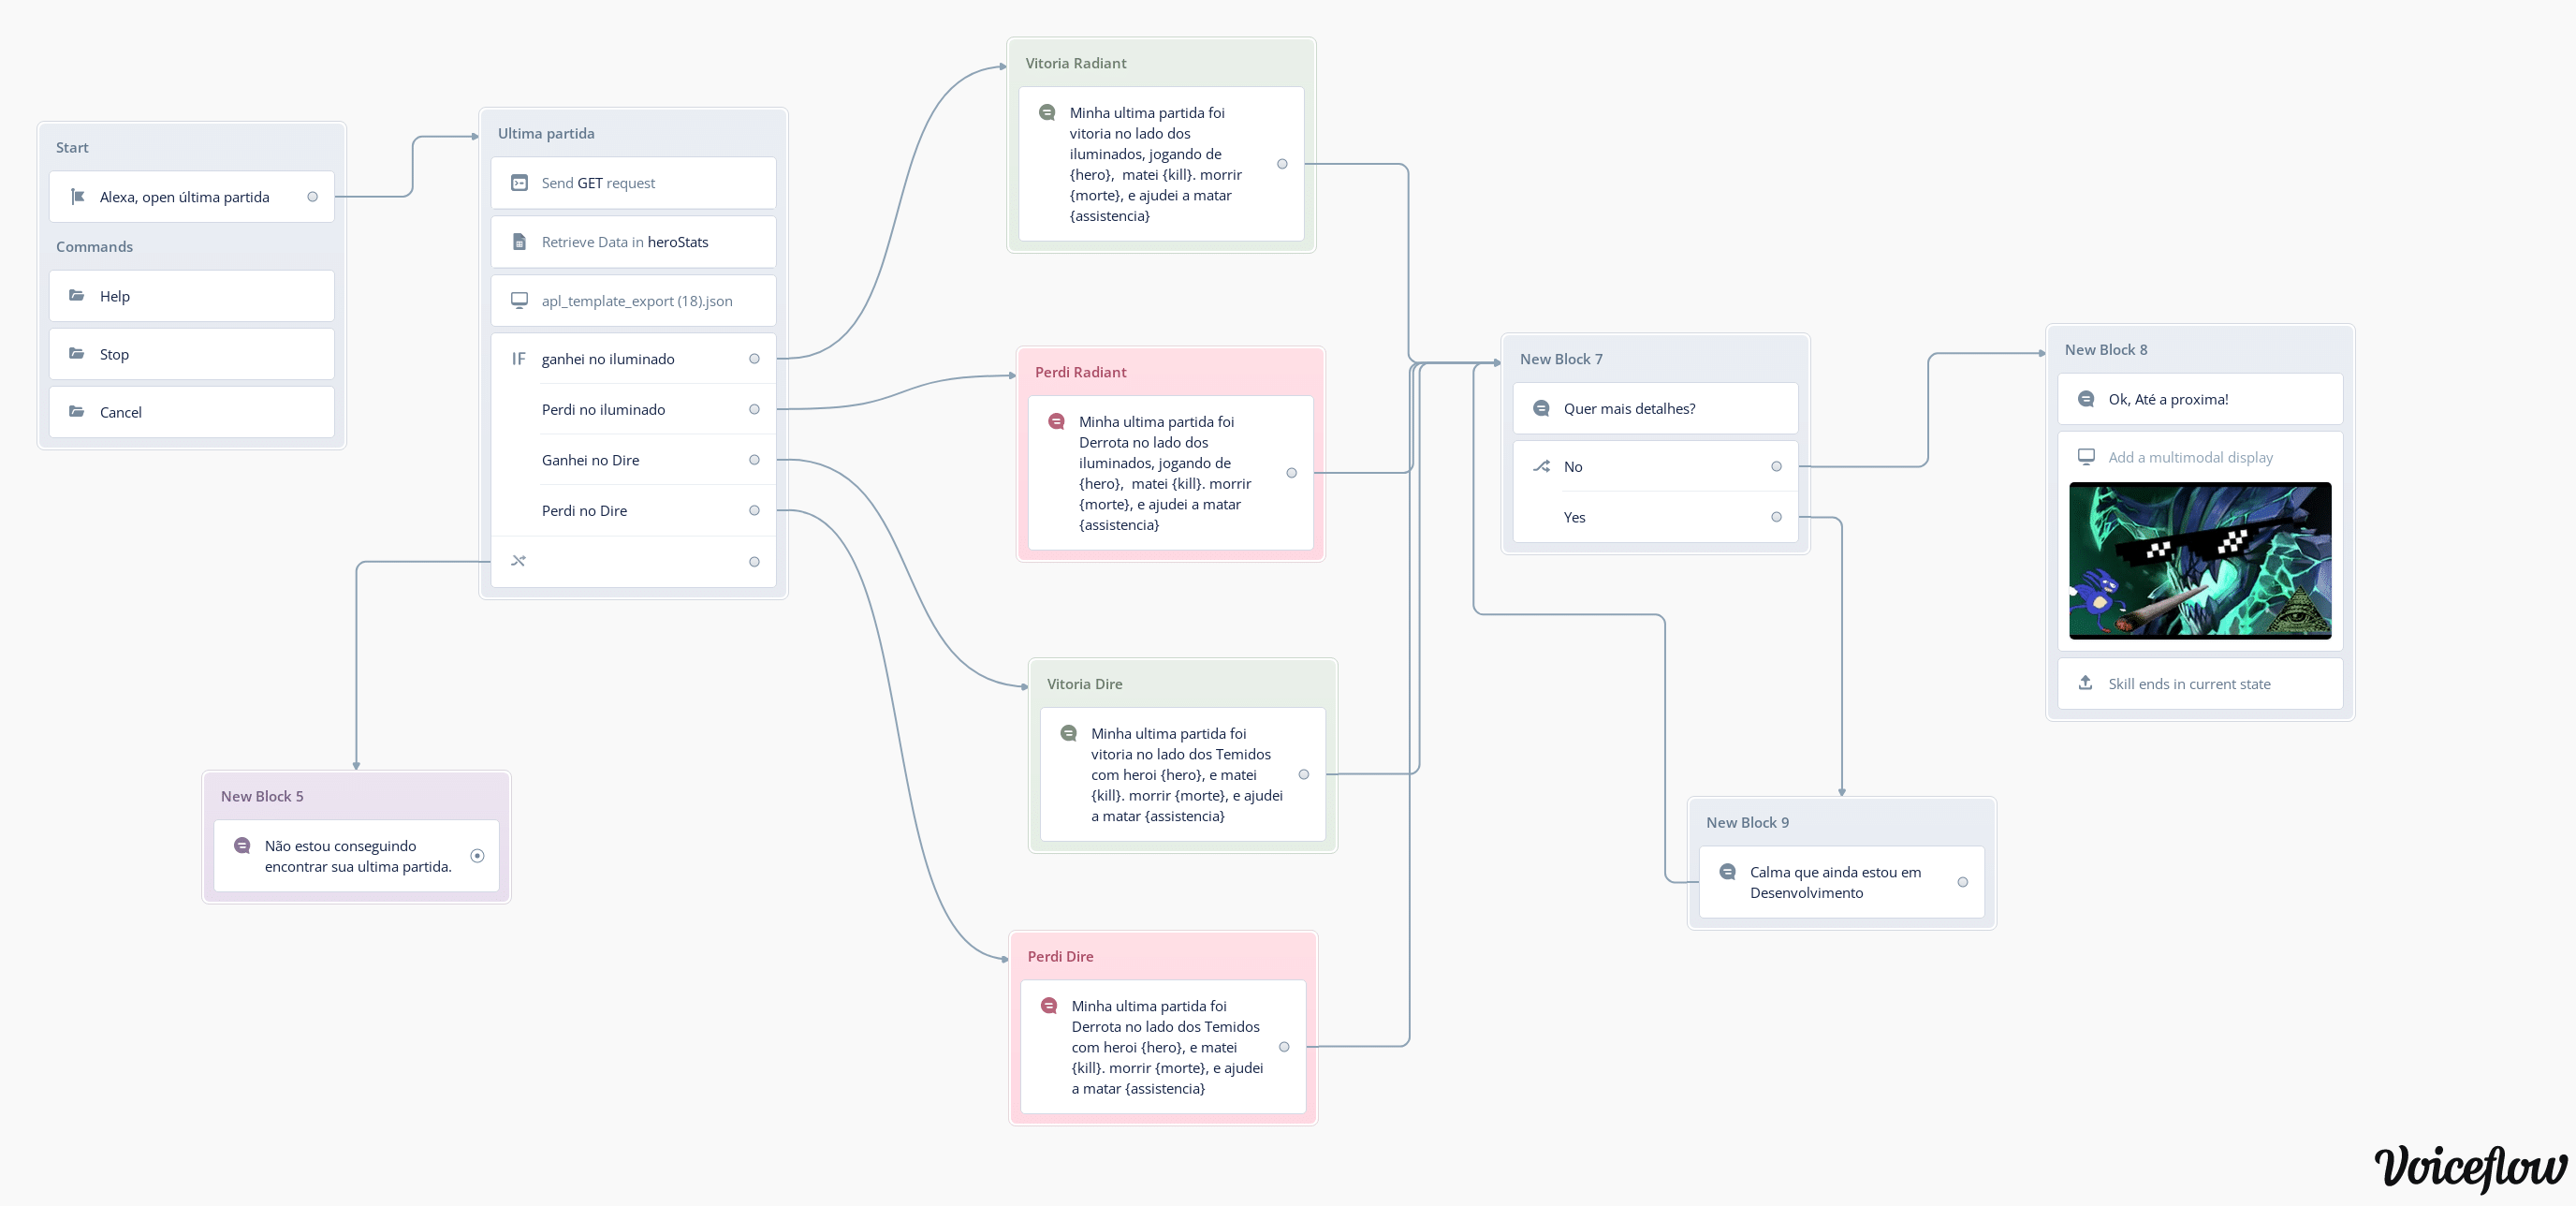 Start
Alexa, open última partida
Commands
Help
Stop
Cancel
Ultima partida
Send GET request
Retrieve Data in heroStats
apl_template_export (18).json
IF ganhei no iluminado
Perdi no iluminado
Ganhei no Dire
Perdi no Dire
New Block 5
Não estou conseguindo
encontrar sua ultima partida.
Vitoria Radiant
Minha ultima partida foi
vitoria no lado dos
iluminados, jogando de
{hero},  matei {kill}. morrir
{morte}, e ajudei a matar
{assistencia}
Perdi Radiant
Minha ultima partida foi
Derrota no lado dos
iluminados, jogando de
{hero},  matei {kill}. morrir
{morte}, e ajudei a matar
{assistencia}
Vitoria Dire
Minha ultima partida foi
vitoria no lado dos Temidos
com heroi {hero}, e matei
{kill}. morrir {morte}, e ajudei
a matar {assistencia}
Perdi Dire
Minha ultima partida foi
Derrota no lado dos Temidos
com heroi {hero}, e matei
{kill}. morrir {morte}, e ajudei
a matar {assistencia}
New Block 7
Quer mais detalhes?
No
Yes
New Block 8
Ok, Até a proxima!
Add a multimodal display
Skill ends in current state
New Block 9
Calma que ainda estou em
Desenvolvimento
Voiceflow